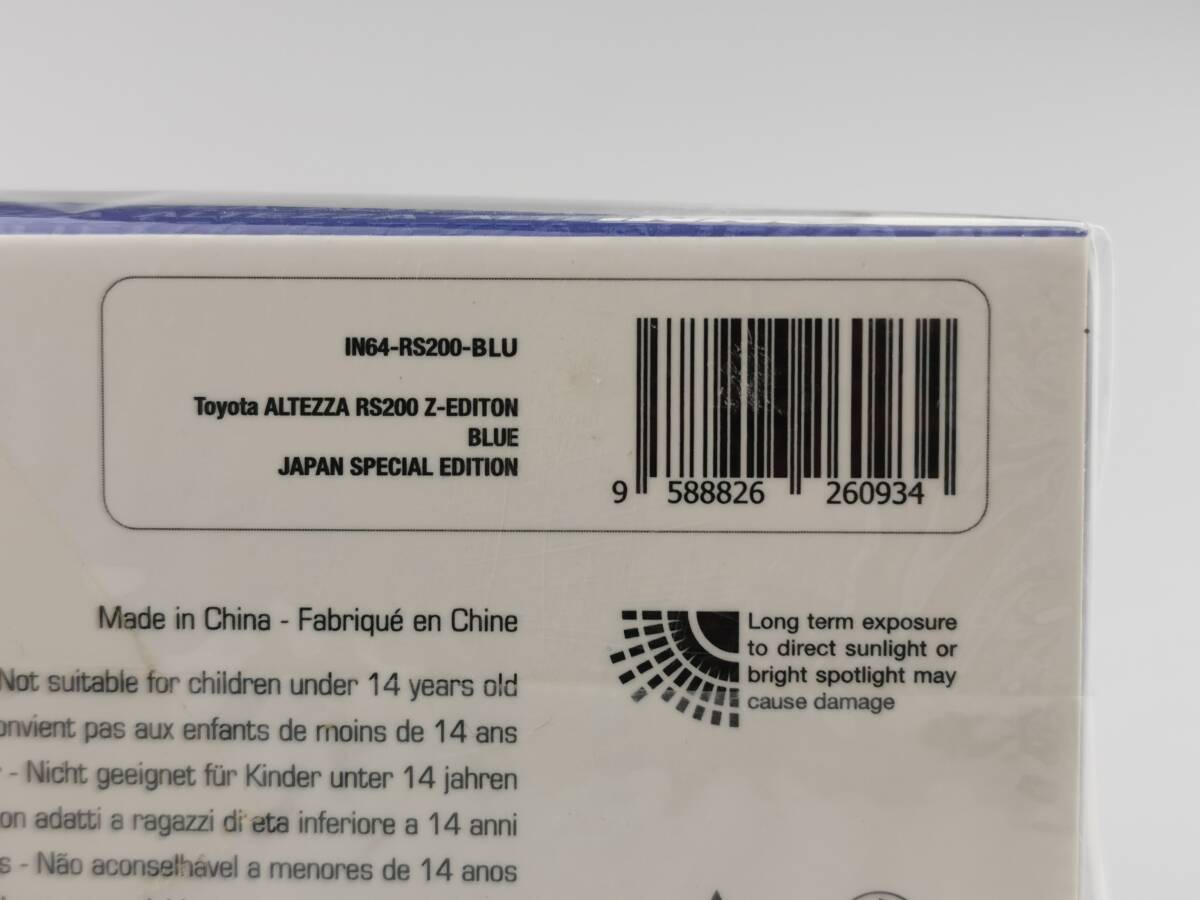 IN64-RS200-BLU
Toyota ALTEZZA RS200 Z-EDITON
BLUE
JAPAN SPECIAL EDITION
9 588826 260934
Made in China - Fabriqué en Chine
Long term exposure
to direct sunlight or
bright spotlight may
cause damage
Not suitable for children under 14 years old
pas aux enfants de moins de 14 ans
- Nicht geeignet für Kinder unter 14 jahren
adatti a ragazzi di eta inferiore a 14 anni
- Não aconselhável a menores de 14 anos